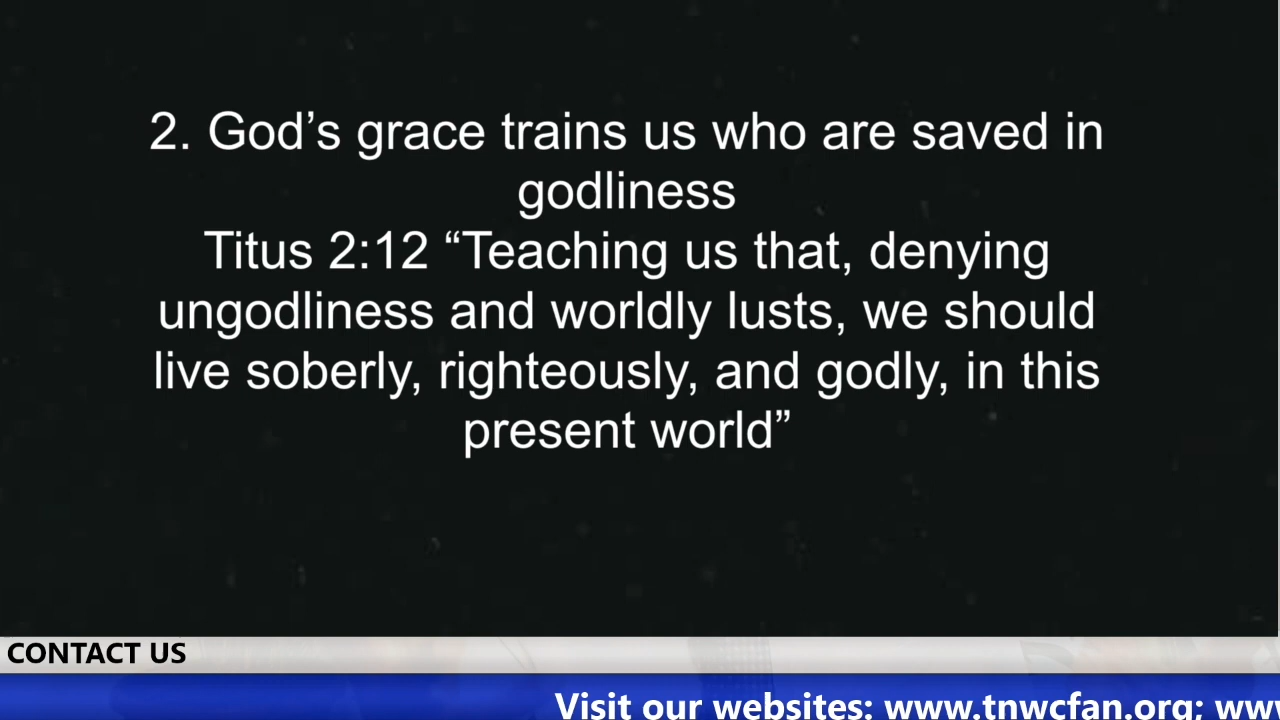 2. God’s grace trains us who are saved in
godliness
Titus 2:12 “Teaching us that, denying
ungodliness and worldly lusts, we should
live soberly, righteously, and godly, in this
present world”
CONTACT US
Visit our websites: www.tnwcfan.org;